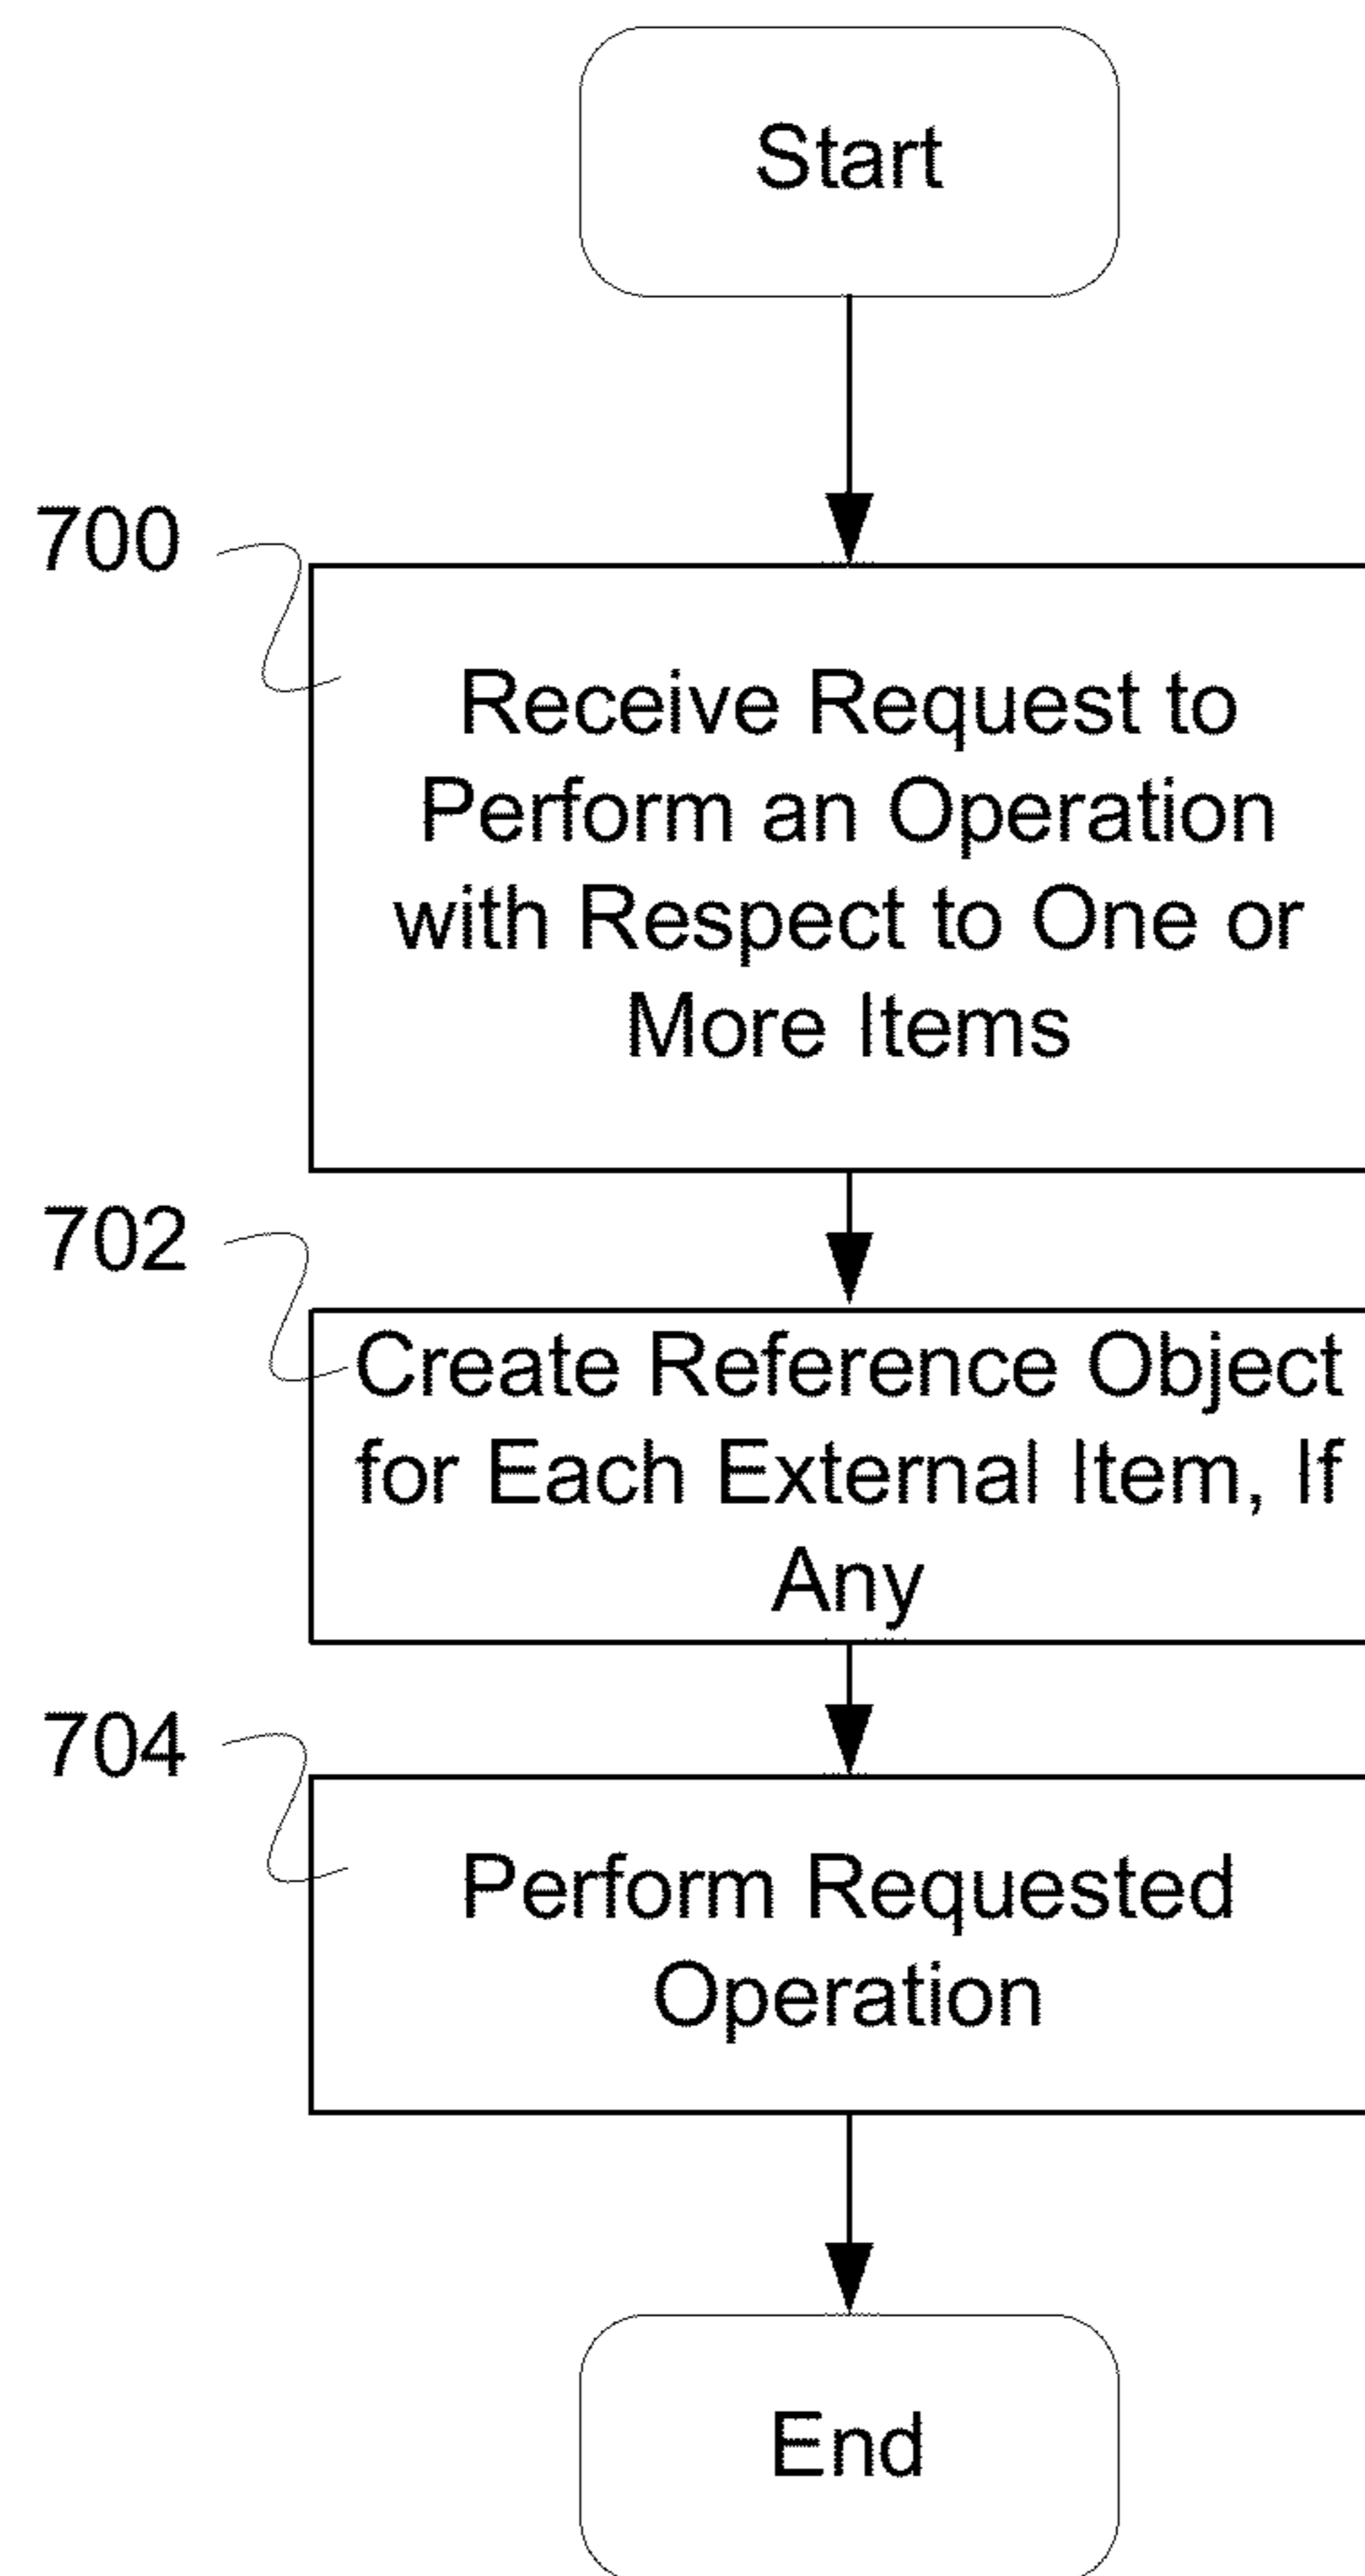 Start
700
Receive Request to
Perform an Operation
with Respect to One or
More Items
702
Create Reference Object
for Each External Item, If
Any
704
Perform Requested
Operation
End